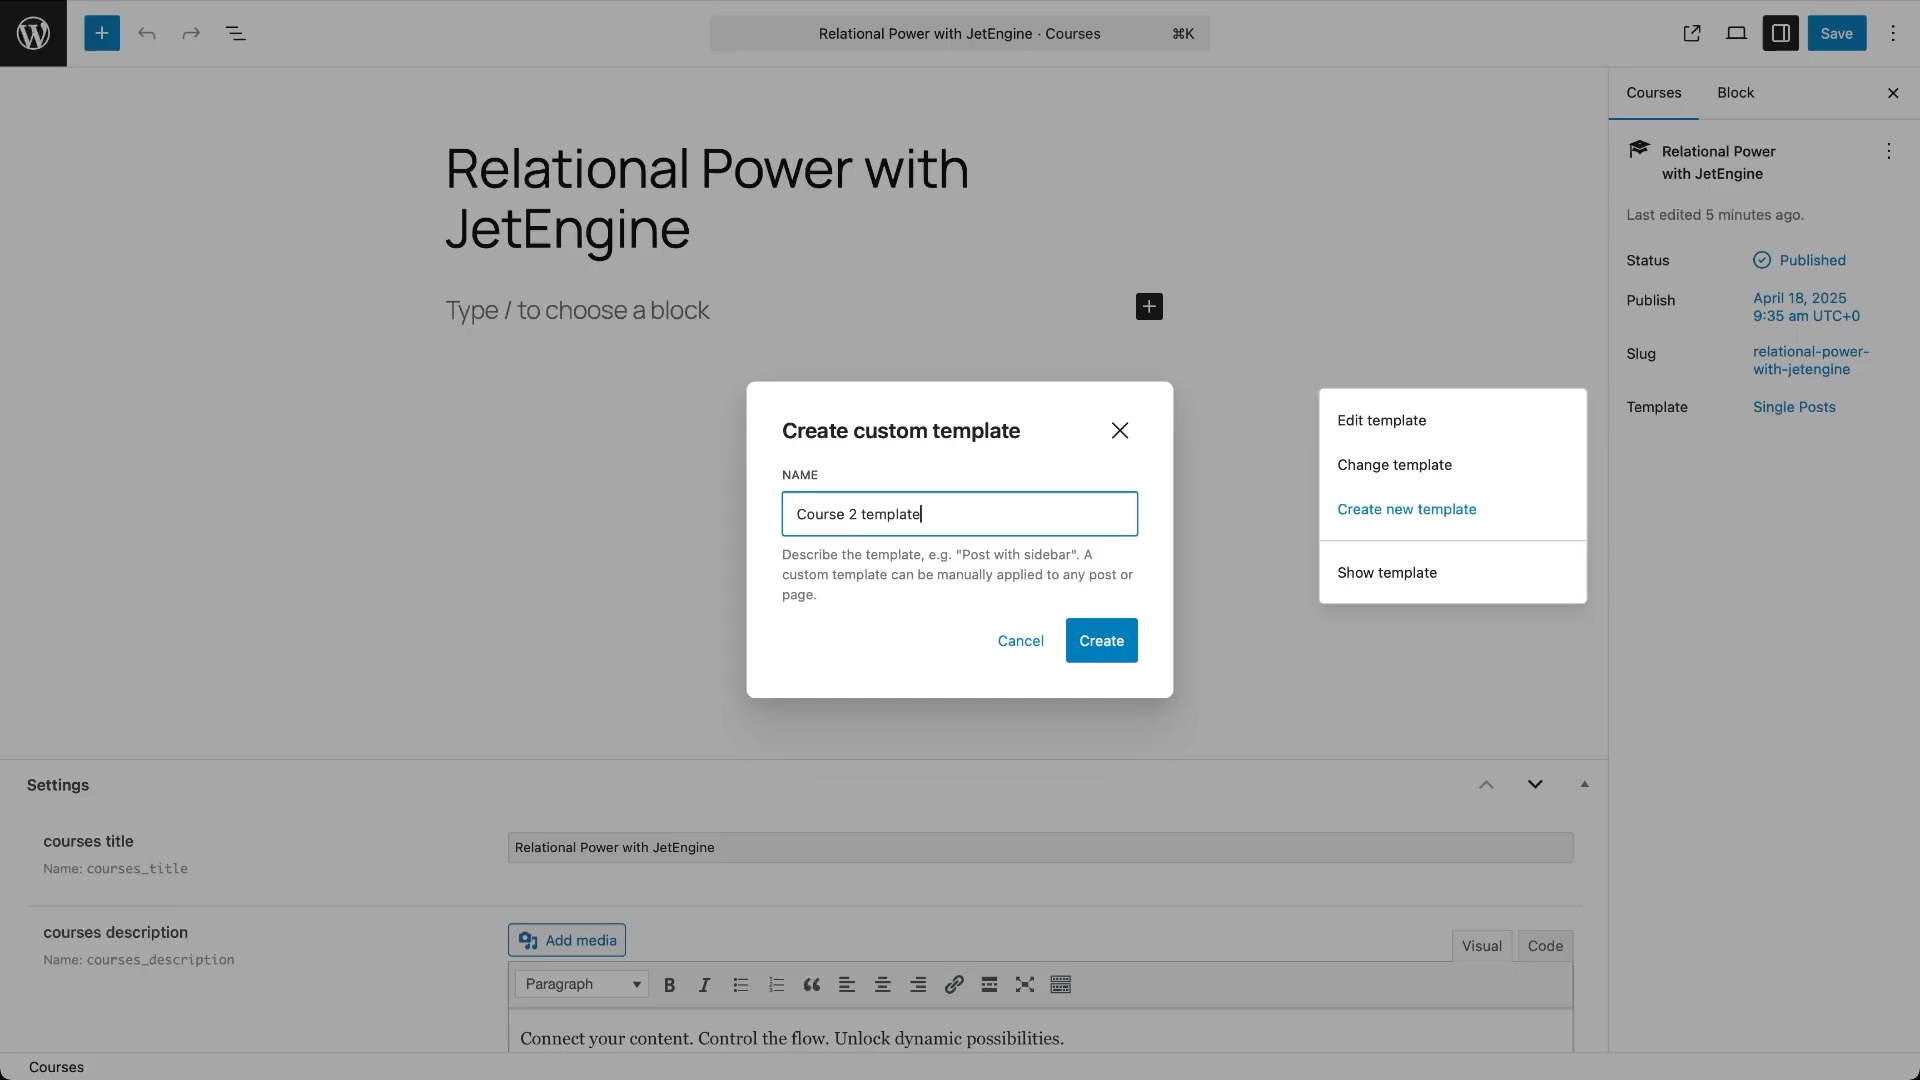 Relational Power with JetEngine · Courses ⌘K
Save
Courses
Block
Relational Power
with JetEngine
Last edited 5 minutes ago.
Status
Published
Publish
April 18, 2025
9:35 am UTC+0
Slug
relational-power-
with-jetengine
Template
Single Posts
Relational Power with
JetEngine
Type / to choose a block
Create custom template
NAME
Course 2 template
Describe the template, e.g. "Post with sidebar". A
custom template can be manually applied to any post or
page.
Cancel
Create
Edit template
Change template
Create new template
Show template
Settings
courses title
Name: courses_title
Relational Power with JetEngine
courses description
Name: courses_description
Add media
Visual
Code
Paragraph
Connect your content. Control the flow. Unlock dynamic possibilities.
Courses